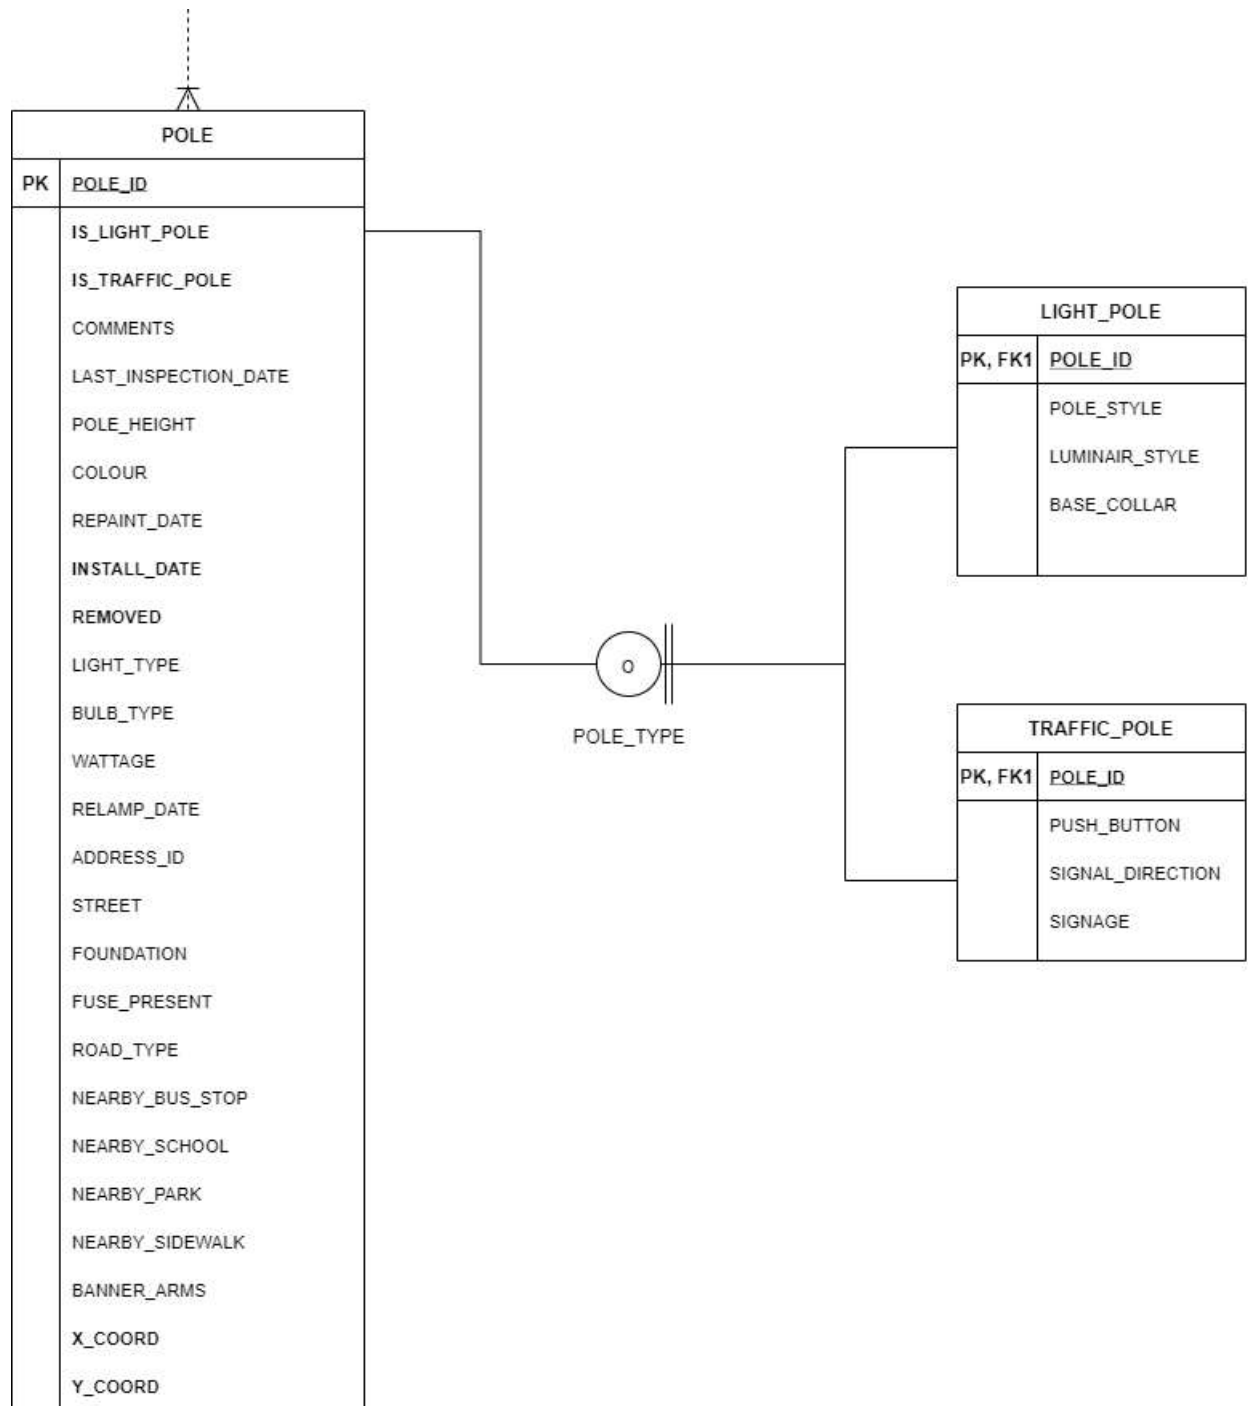 POLE
PK POLE_ID
IS_LIGHT_POLE
IS_TRAFFIC_POLE
COMMENTS
LAST_INSPECTION_DATE
POLE_HEIGHT
COLOUR
REPAINT_DATE
INSTALL_DATE
REMOVED
LIGHT_TYPE
BULB_TYPE
WATTAGE
RELAMP_DATE
ADDRESS_ID
STREET
FOUNDATION
FUSE_PRESENT
ROAD_TYPE
NEARBY_BUS_STOP
NEARBY_SCHOOL
NEARBY_PARK
NEARBY_SIDEWALK
BANNER_ARMS
X_COORD
Y_COORD
O
POLE_TYPE
LIGHT_POLE
PK, FK1 POLE_ID
POLE_STYLE
LUMINAIR_STYLE
BASE_COLLAR
TRAFFIC_POLE
PK, FK1 POLE_ID
PUSH_BUTTON
SIGNAL_DIRECTION
SIGNAGE